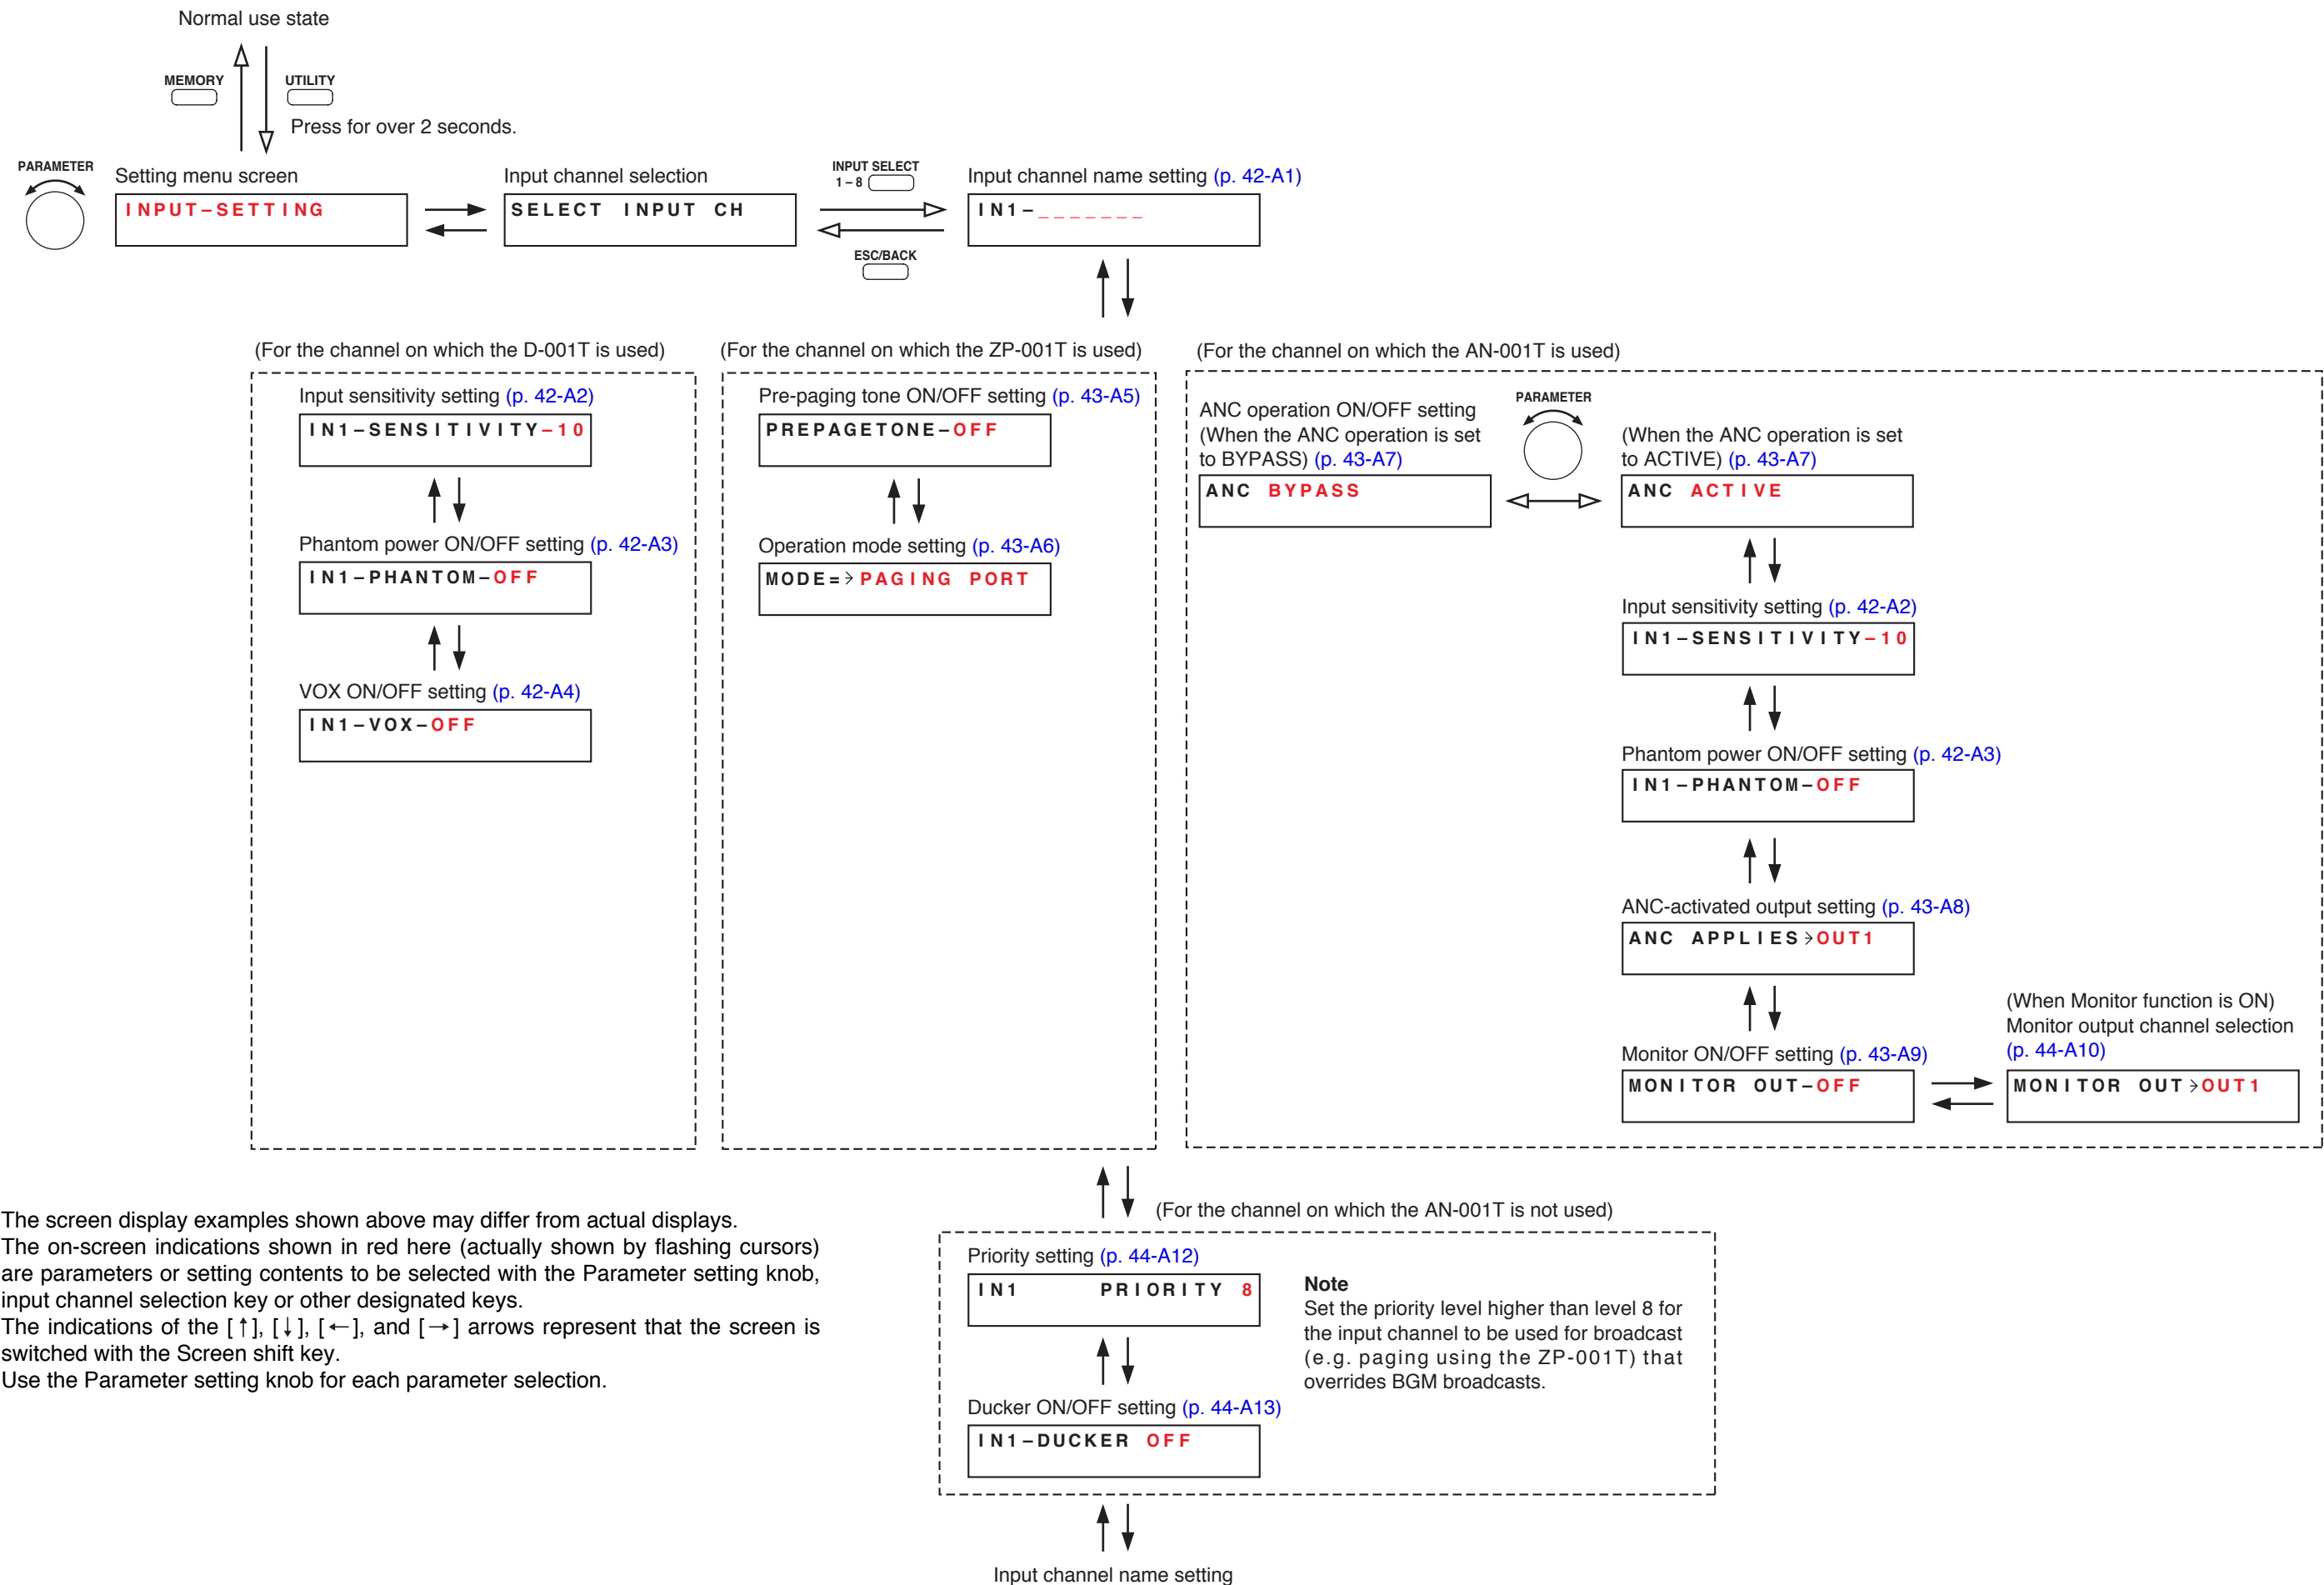 Normal use state
MEMORY
UTILITY
Press for over 2 seconds.
PARAMETER
Setting menu screen
INPUT–SETTING
Input channel selection
SELECT INPUT CH
INPUT SELECT
1 – 8
ESC/BACK
Input channel name setting (p. 42-A1)
IN1–_______
(For the channel on which the D-001T is used)
Input sensitivity setting (p. 42-A2)
IN1–SENSITIVITY–10
Phantom power ON/OFF setting (p. 42-A3)
IN1–PHANTOM–OFF
VOX ON/OFF setting (p. 42-A4)
IN1–VOX–OFF
(For the channel on which the ZP-001T is used)
Pre-paging tone ON/OFF setting (p. 43-A5)
PREPAGETONE–OFF
Operation mode setting (p. 43-A6)
MODE=>PAGING PORT
(For the channel on which the AN-001T is used)
ANC operation ON/OFF setting
(When the ANC operation is set
to BYPASS) (p. 43-A7)
ANC BYPASS
PARAMETER
(When the ANC operation is set
to ACTIVE) (p. 43-A7)
ANC ACTIVE
Input sensitivity setting (p. 42-A2)
IN1–SENSITIVITY–10
Phantom power ON/OFF setting (p. 42-A3)
IN1–PHANTOM–OFF
ANC-activated output setting (p. 43-A8)
ANC APPLIES>OUT1
Monitor ON/OFF setting (p. 43-A9)
MONITOR OUT–OFF
(When Monitor function is ON)
Monitor output channel selection
(p. 44-A10)
MONITOR OUT>OUT1
The screen display examples shown above may differ from actual displays.
The on-screen indications shown in red here (actually shown by flashing cursors)
are parameters or setting contents to be selected with the Parameter setting knob,
input channel selection key or other designated keys.
The indications of the [↑], [↓], [←], and [→] arrows represent that the screen is
switched with the Screen shift key.
Use the Parameter setting knob for each parameter selection.
(For the channel on which the AN-001T is not used)
Priority setting (p. 44-A12)
IN1 PRIORITY 8
Ducker ON/OFF setting (p. 44-A13)
IN1–DUCKER OFF
Note
Set the priority level higher than level 8 for
the input channel to be used for broadcast
(e.g. paging using the ZP-001T) that
overrides BGM broadcasts.
Input channel name setting